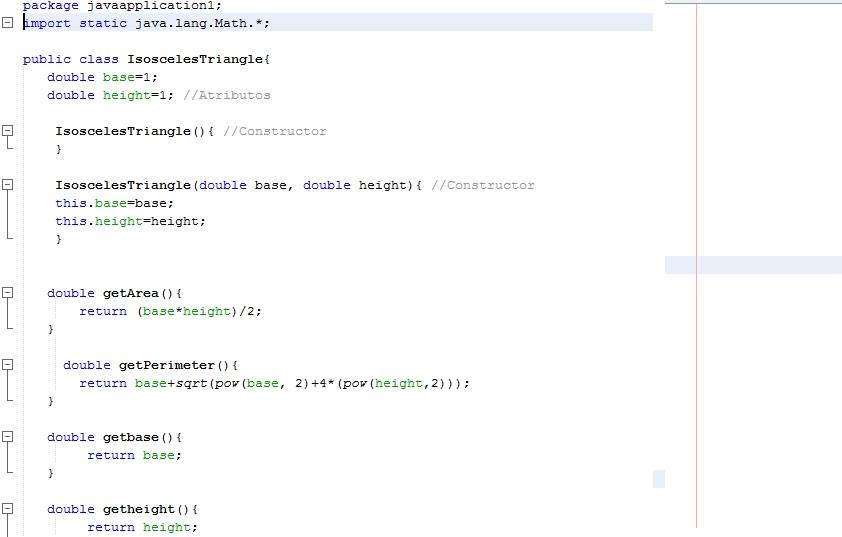 package javaapplication1;
import static java.lang.Math.*;
public class IsoscelesTriangle{
double base=1;
double height=1; //Atributos
IsoscelesTriangle(){ //Constructor
}
IsoscelesTriangle(double base, double height){ //Constructor
this.base=base;
this.height=height;
}
double getArea(){
return (base*height)/2;
}
double getPerimeter(){
return base+sqrt(pow(base, 2)+4*(pow(height,2)));
}
double getbase(){
return base;
}
double getheight(){
return height;